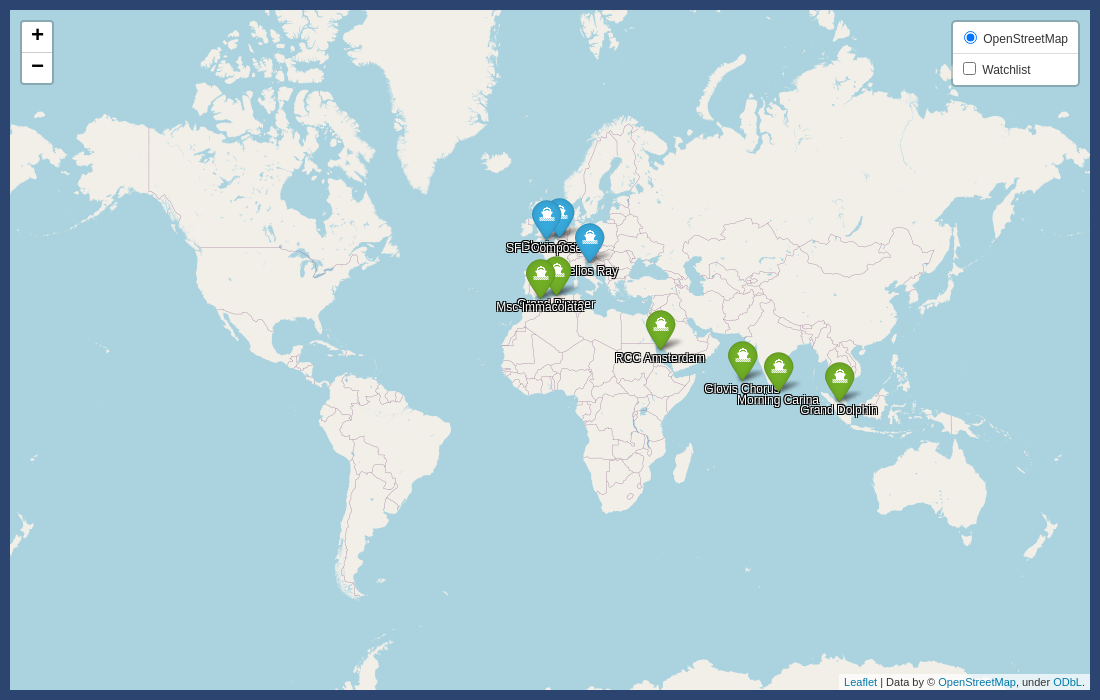 +
OpenStreetMap
−
Watchlist
SFL Composer
Helios Ray
Grand Pioneer
Msc Immacolata
RCC Amsterdam
Glovis Chorus
Morning Carina
Grand Dolphin
Leaflet | Data by © OpenStreetMap, under ODbL.